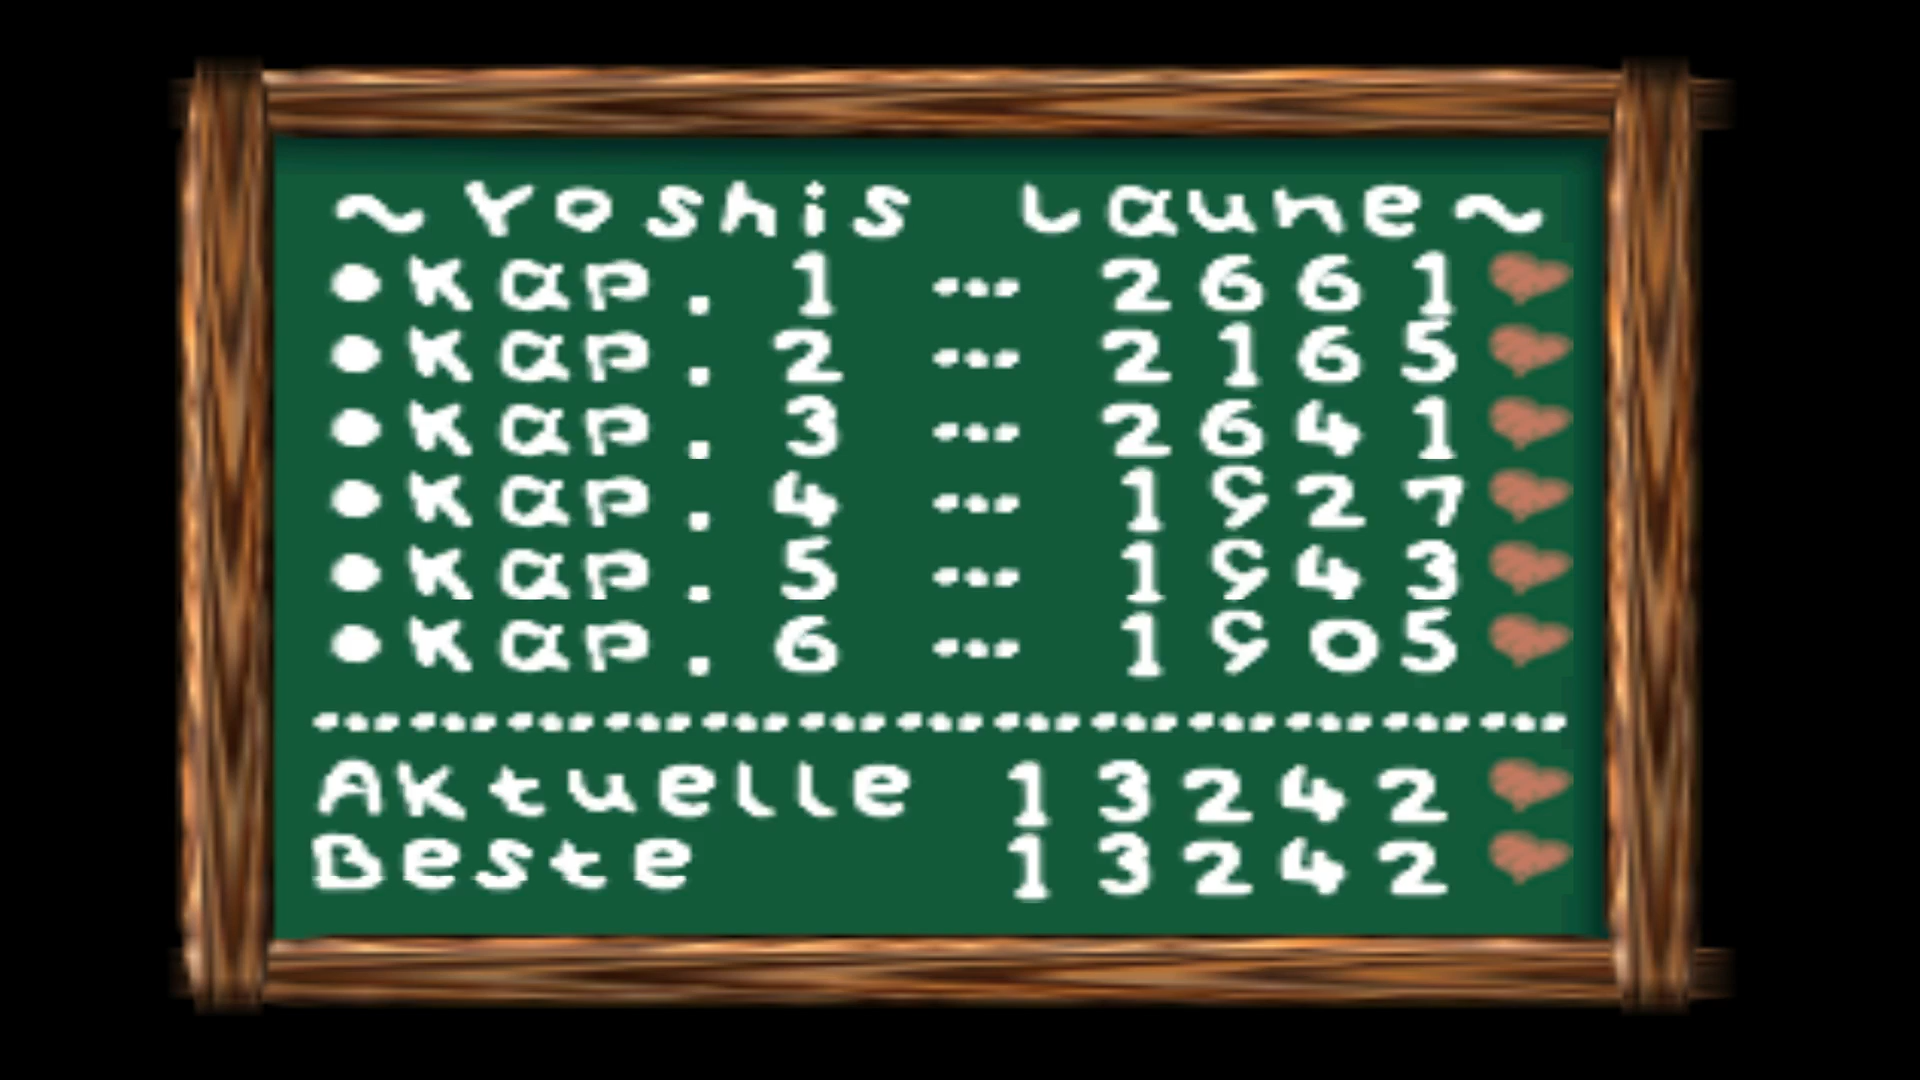 ~Yoshis Laune~
•Kap. 1 ... 2661♥
•Kap. 2 ... 2165♥
•Kap. 3 ... 2641♥
•Kap. 4 ... 1927♥
•Kap. 5 ... 1943♥
•Kap. 6 ... 1905♥
Aktuelle 13242♥
Beste 13242♥